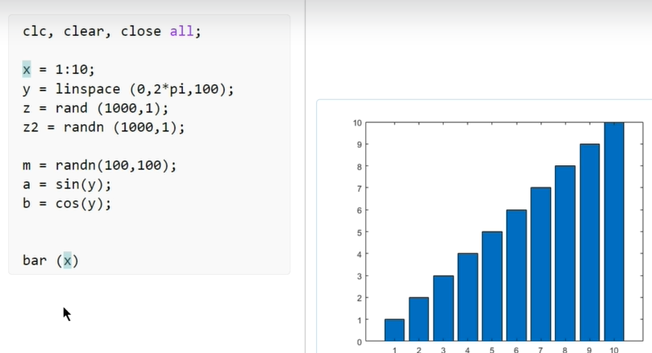 clc, clear, close all;
x = 1:10;
y = linspace (0,2*pi,100);
z = rand (1000,1);
z2 = randn (1000,1);
m = randn(100,100);
a = sin(y);
b = cos(y);
bar (x)
10
9
8
7
6
5
4
3
2
1
0
1 2 3 4 5 6 7 8 9 10